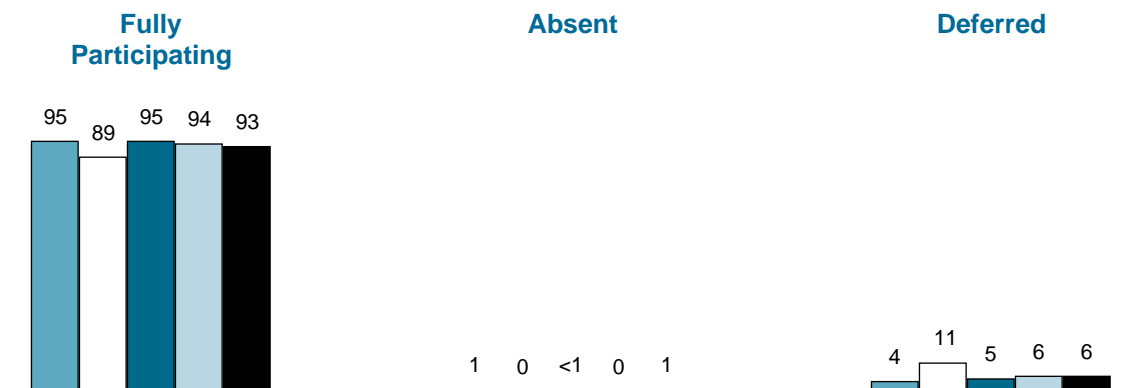 Fully
Participating
Absent
Deferred
95 89 95 94 93
1 0 <1 0 1
4 11 5 6 6